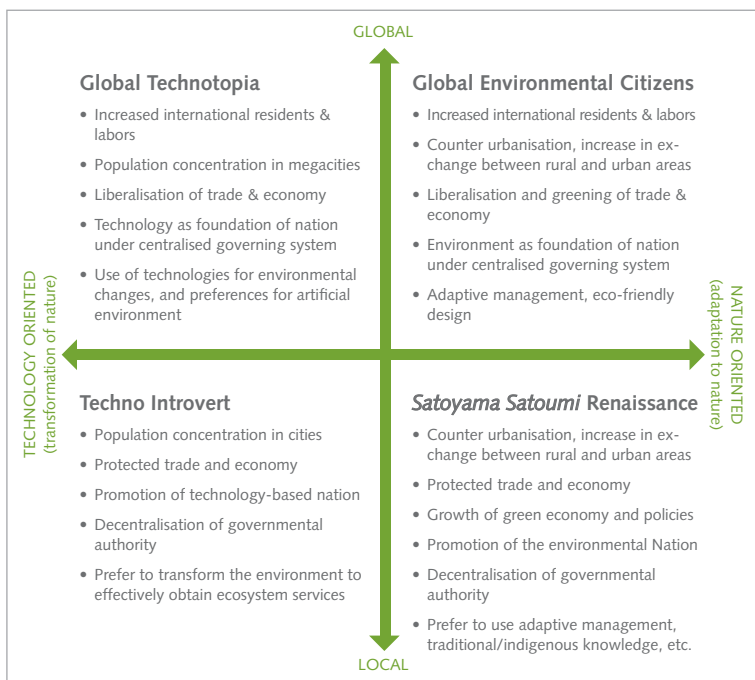 GLOBAL
Global Technotopia
• Increased international residents &
labors
• Population concentration in megacities
• Liberalisation of trade & economy
• Technology as foundation of nation
under centralised governing system
• Use of technologies for environmental
changes, and preferences for artificial
environment
Global Environmental Citizens
• Increased international residents & labors
• Counter urbanisation, increase in ex-
change between rural and urban areas
• Liberalisation and greening of trade &
economy
• Environment as foundation of nation
under centralised governing system
• Adaptive management, eco-friendly
design
TECHNOLOGY ORIENTED
(transformation of nature)
NATURE ORIENTED
(adaptation to nature)
Techno Introvert
• Population concentration in cities
• Protected trade and economy
• Promotion of technology-based nation
• Decentralisation of governmental
authority
• Prefer to transform the environment to
effectively obtain ecosystem services
Satoyama Satoumi Renaissance
• Counter urbanisation, increase in ex-
change between rural and urban areas
• Protected trade and economy
• Growth of green economy and policies
• Promotion of the environmental Nation
• Decentralisation of governmental
authority
• Prefer to use adaptive management,
traditional/indigenous knowledge, etc.
LOCAL